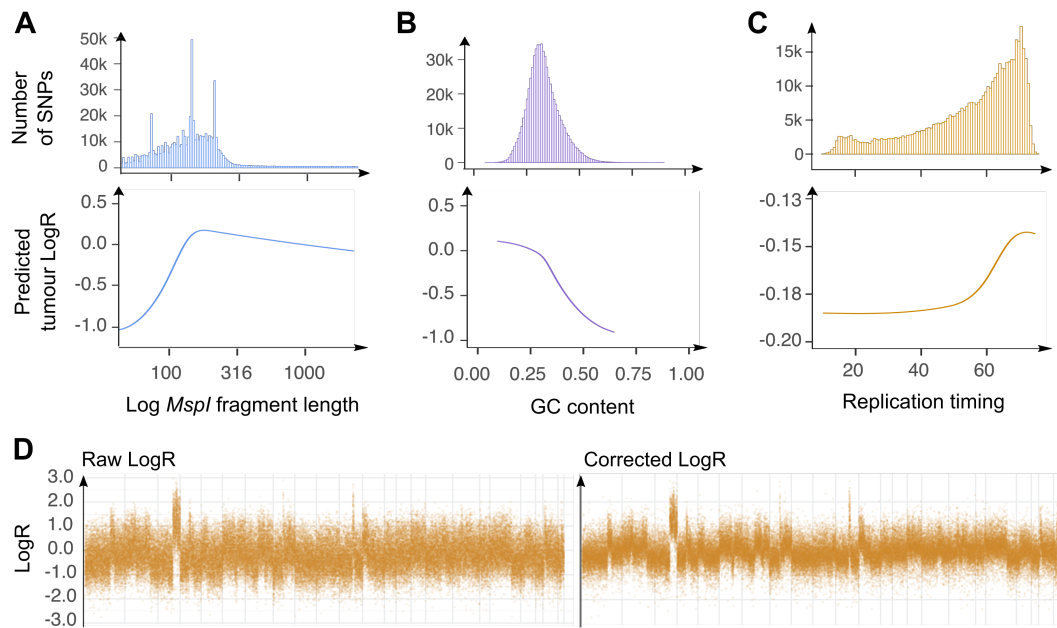 A
Number
of SNPs
50k
40k
30k
20k
10k
0
Predicted
tumour LogR
0.5
0.0
-0.5
-1.0
100
316
1000
Log MspI fragment length
B
30k
20k
10k
0
0.5
0.0
-0.5
-1.0
0.00
0.25
0.50
0.75
1.00
GC content
C
15k
10k
5k
0
-0.13
-0.15
-0.18
-0.20
20
40
60
Replication timing
D
Raw LogR
Corrected LogR
LogR
3.0
2.0
1.0
0.0
-1.0
-2.0
-3.0